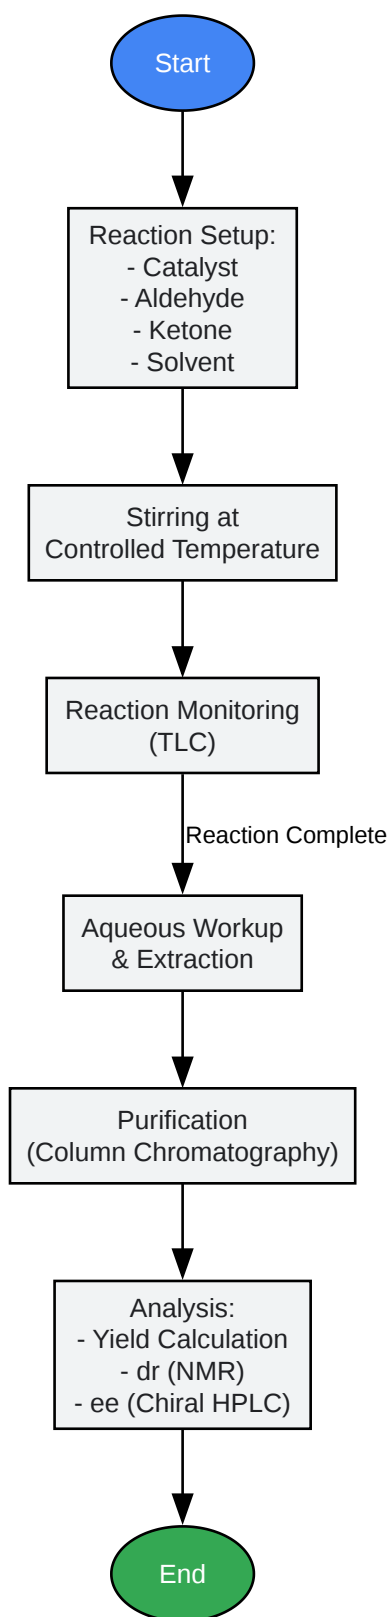 Start
Reaction Setup:
- Catalyst
- Aldehyde
- Ketone
- Solvent
Stirring at
Controlled Temperature
Reaction Monitoring
(TLC)
Reaction Complete
Aqueous Workup
& Extraction
Purification
(Column Chromatography)
Analysis:
- Yield Calculation
- dr (NMR)
- ee (Chiral HPLC)
End